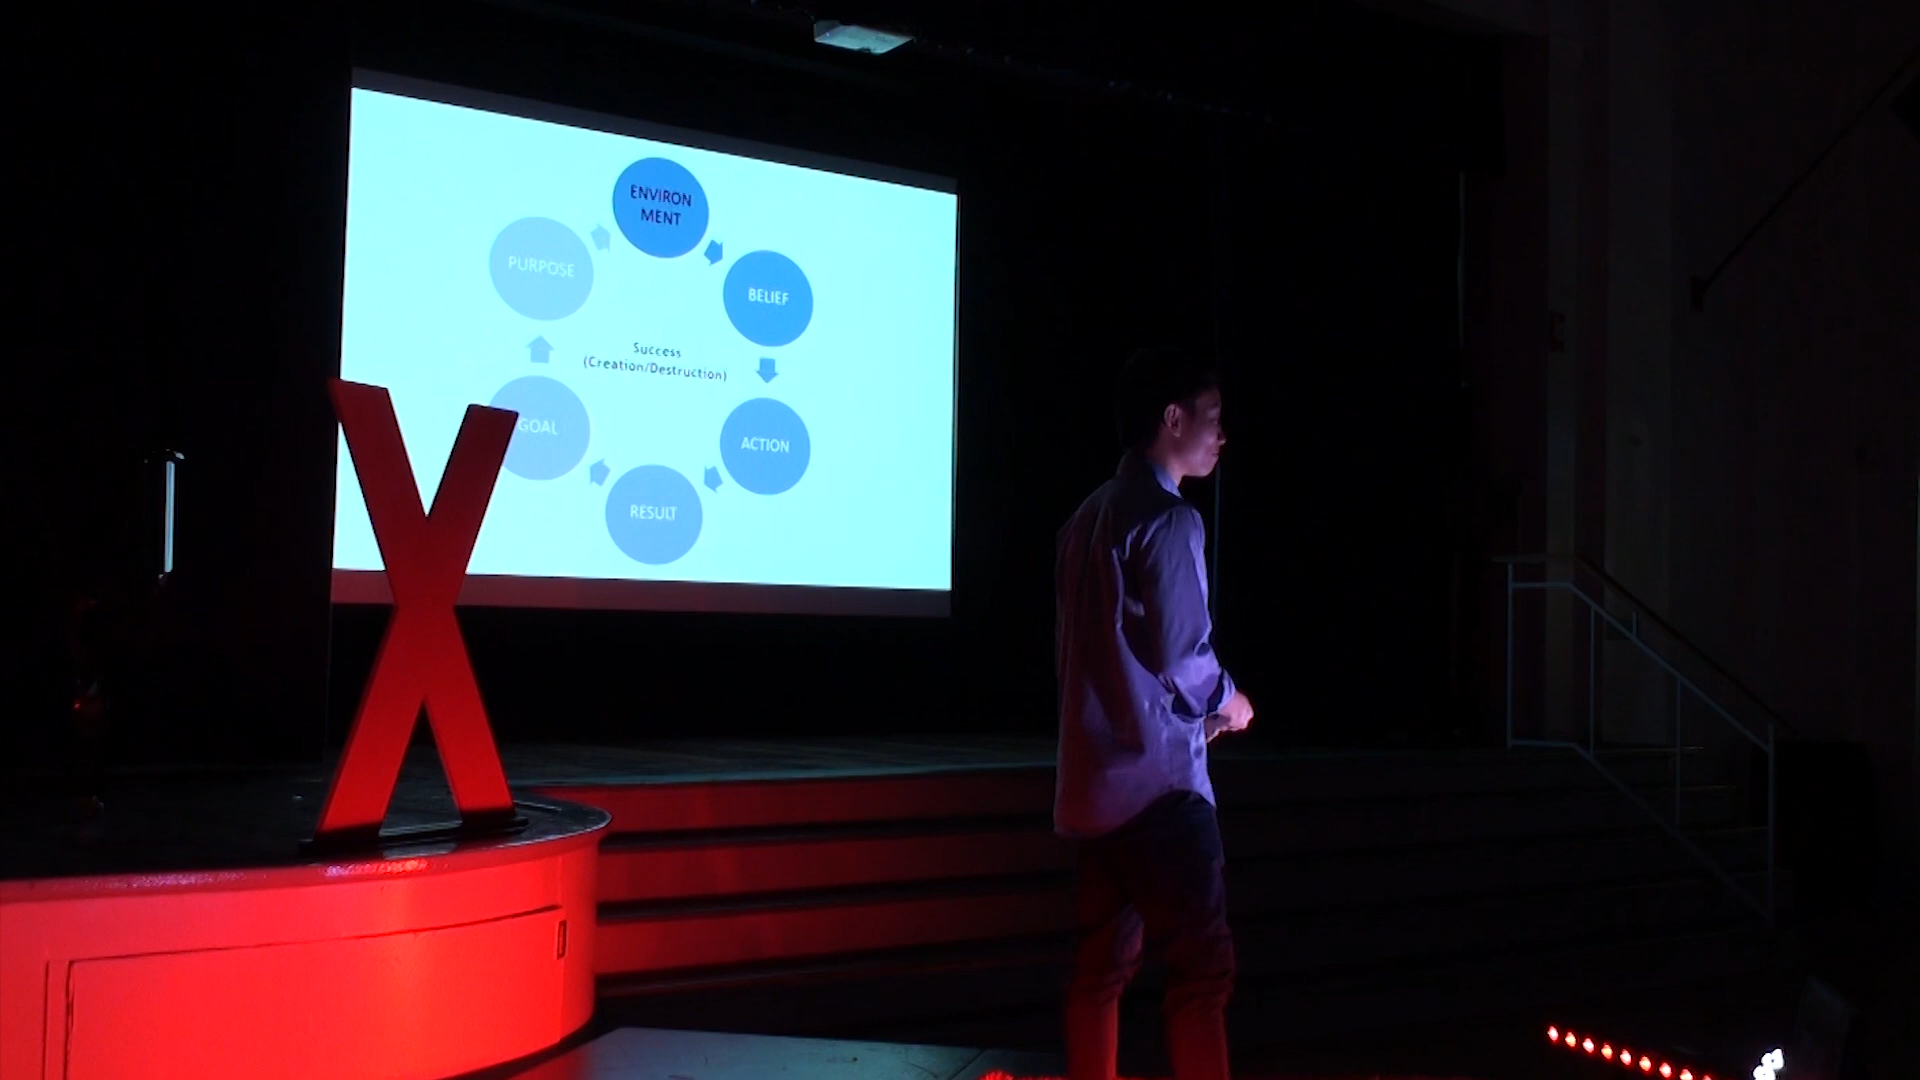 ENVIRON
MENT
BELIEF
ACTION
RESULT
GOAL
PURPOSE
Success
(Creation/Destruction)
X